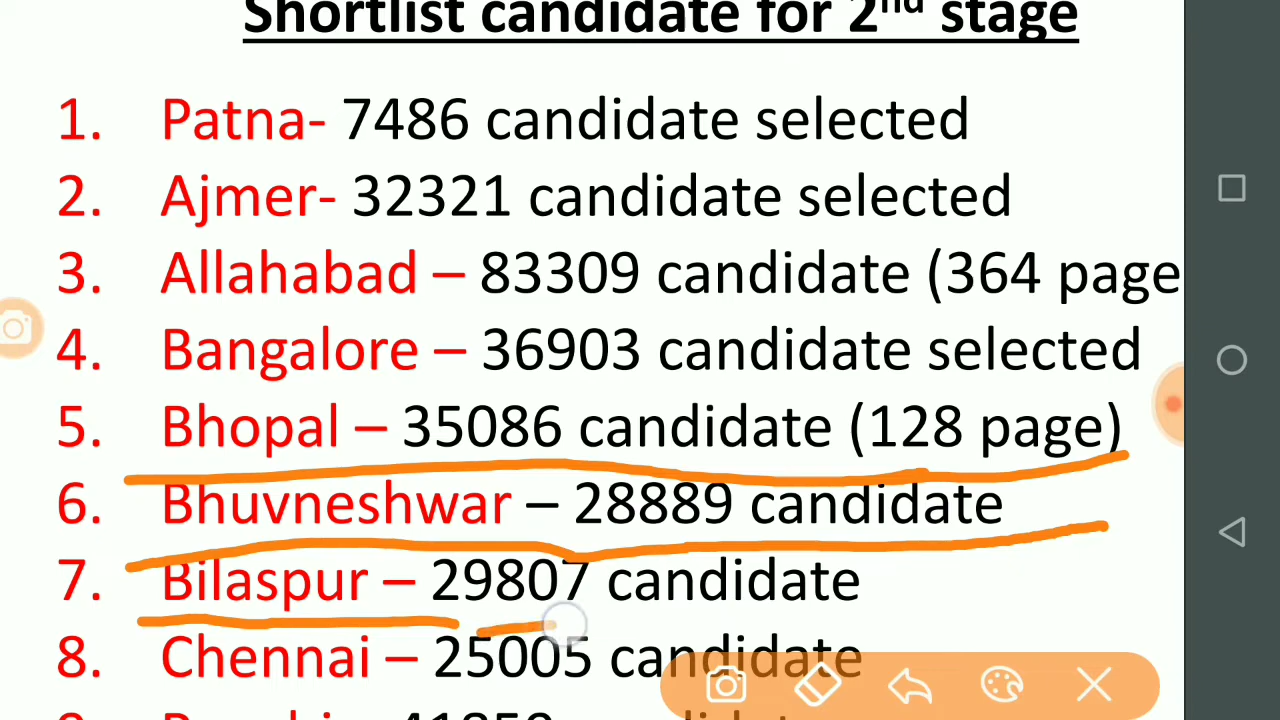 Shortlist candidate for 2nd stage
1. Patna- 7486 candidate selected
2. Ajmer- 32321 candidate selected
3. Allahabad – 83309 candidate (364 page
4. Bangalore – 36903 candidate selected
5. Bhopal – 35086 candidate (128 page)
6. Bhuvneshwar – 28889 candidate
7. Bilaspur – 29807 candidate
8. Chennai – 25005 candidate